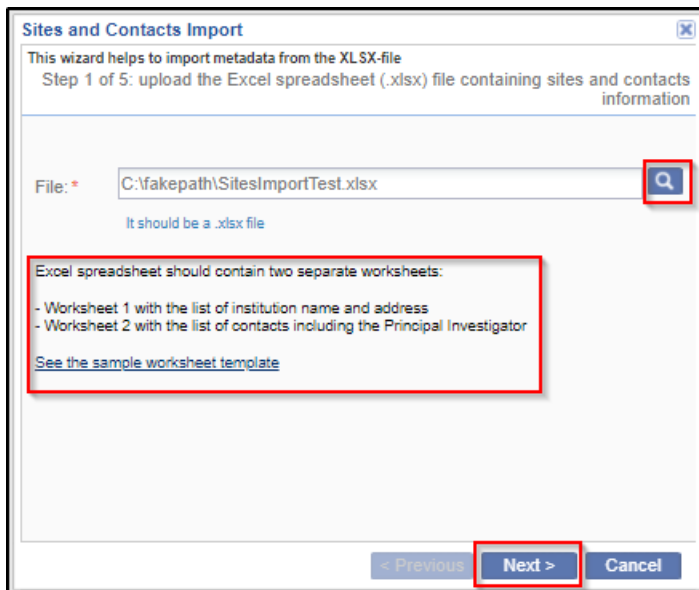 Sites and Contacts Import
This wizard helps to import metadata from the XLSX-file
Step 1 of 5: upload the Excel spreadsheet (.xlsx) file containing sites and contacts
information
File: * C:\fakepath\SitesImportTest.xlsx
It should be a .xlsx file
Excel spreadsheet should contain two separate worksheets:
- Worksheet 1 with the list of institution name and address
- Worksheet 2 with the list of contacts including the Principal Investigator
See the sample worksheet template
< Previous Next > Cancel